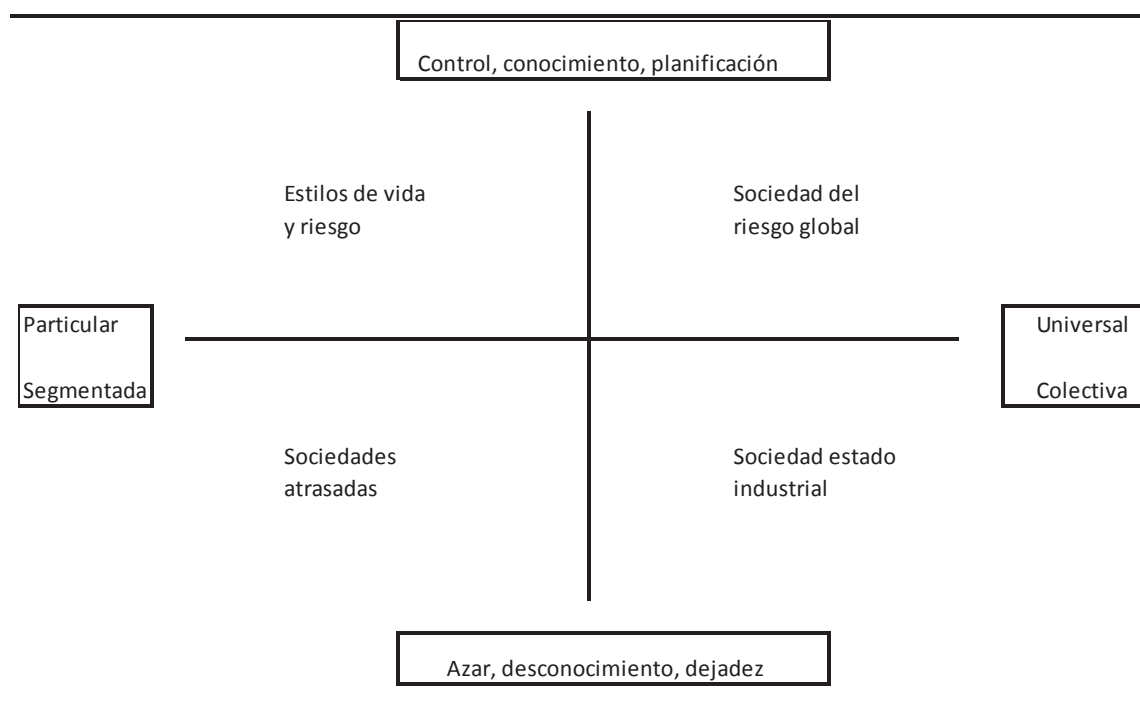 Control, conocimiento, planificación
Estilos de vida
y riesgo
Sociedad del
riesgo global
Particular
Segmentada
Universal
Colectiva
Sociedades
atrasadas
Sociedad estado
industrial
Azar, desconocimiento, dejadez